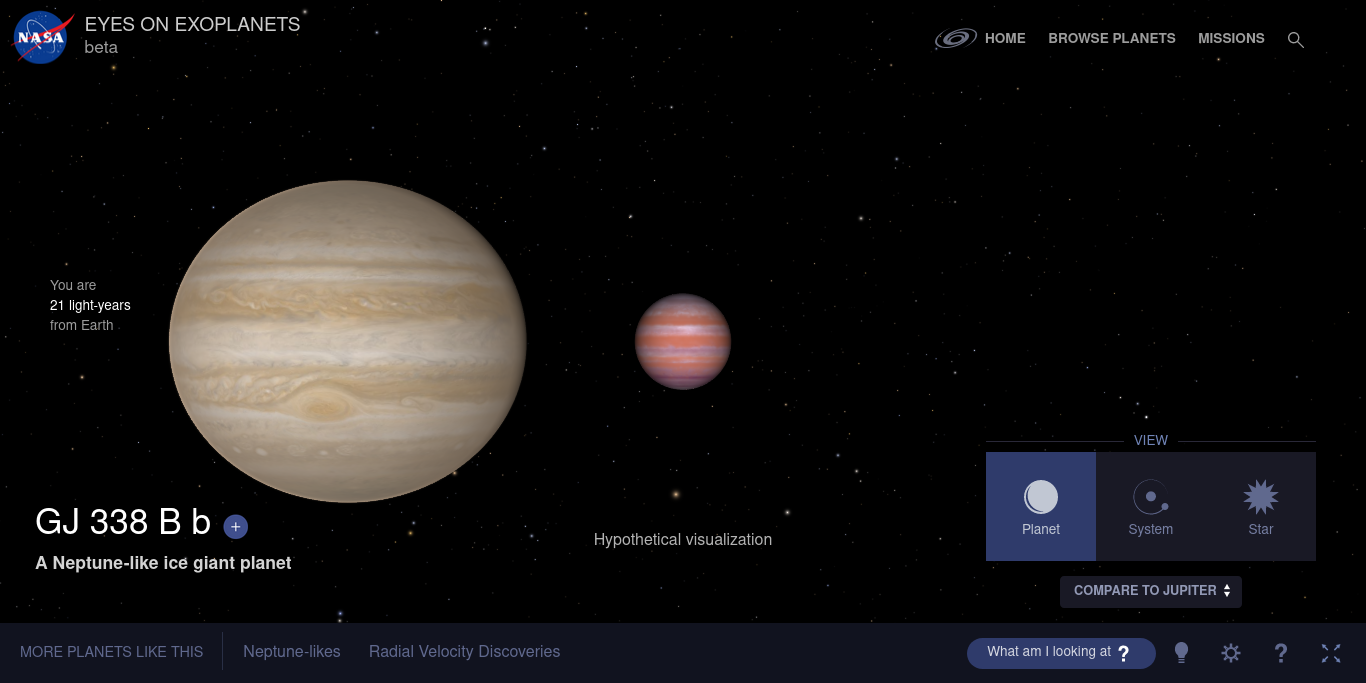 NASA
EYES ON EXOPLANETS
beta
HOME
BROWSE PLANETS
MISSIONS
You are
21 light-years
from Earth
GJ 338 B b
+
A Neptune-like ice giant planet
Hypothetical visualization
VIEW
Planet
System
Star
COMPARE TO JUPITER
MORE PLANETS LIKE THIS
Neptune-likes
Radial Velocity Discoveries
What am I looking at ?
?